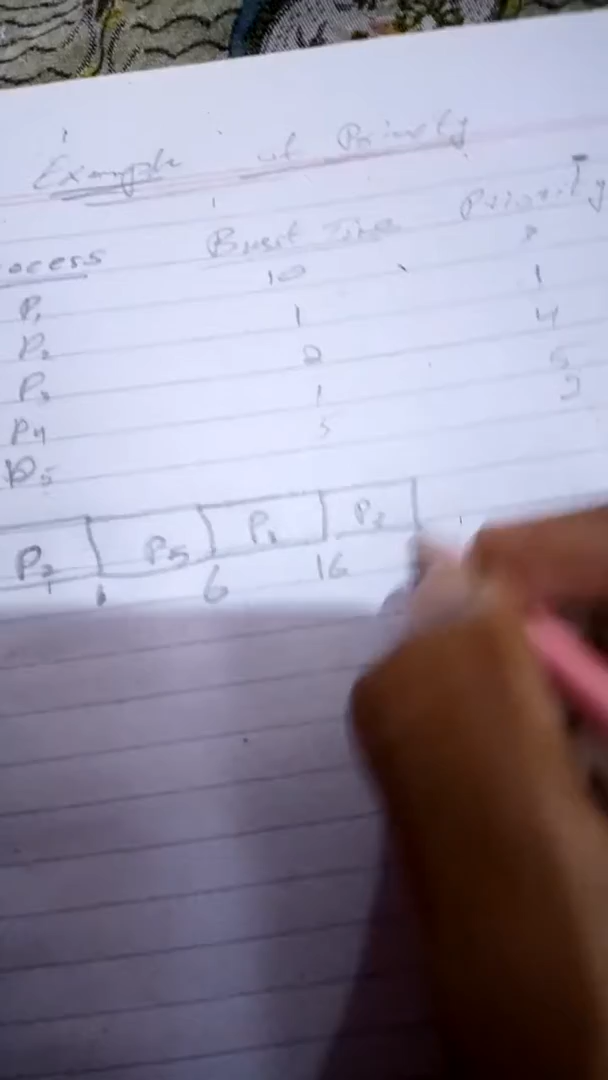 Example of Priority
ocess Burst Time Priority
P1 10 3
P2 1 1
P3 2 4
P4 1 5
P5 5 2
P2 P5 P1 P3
1 6 16